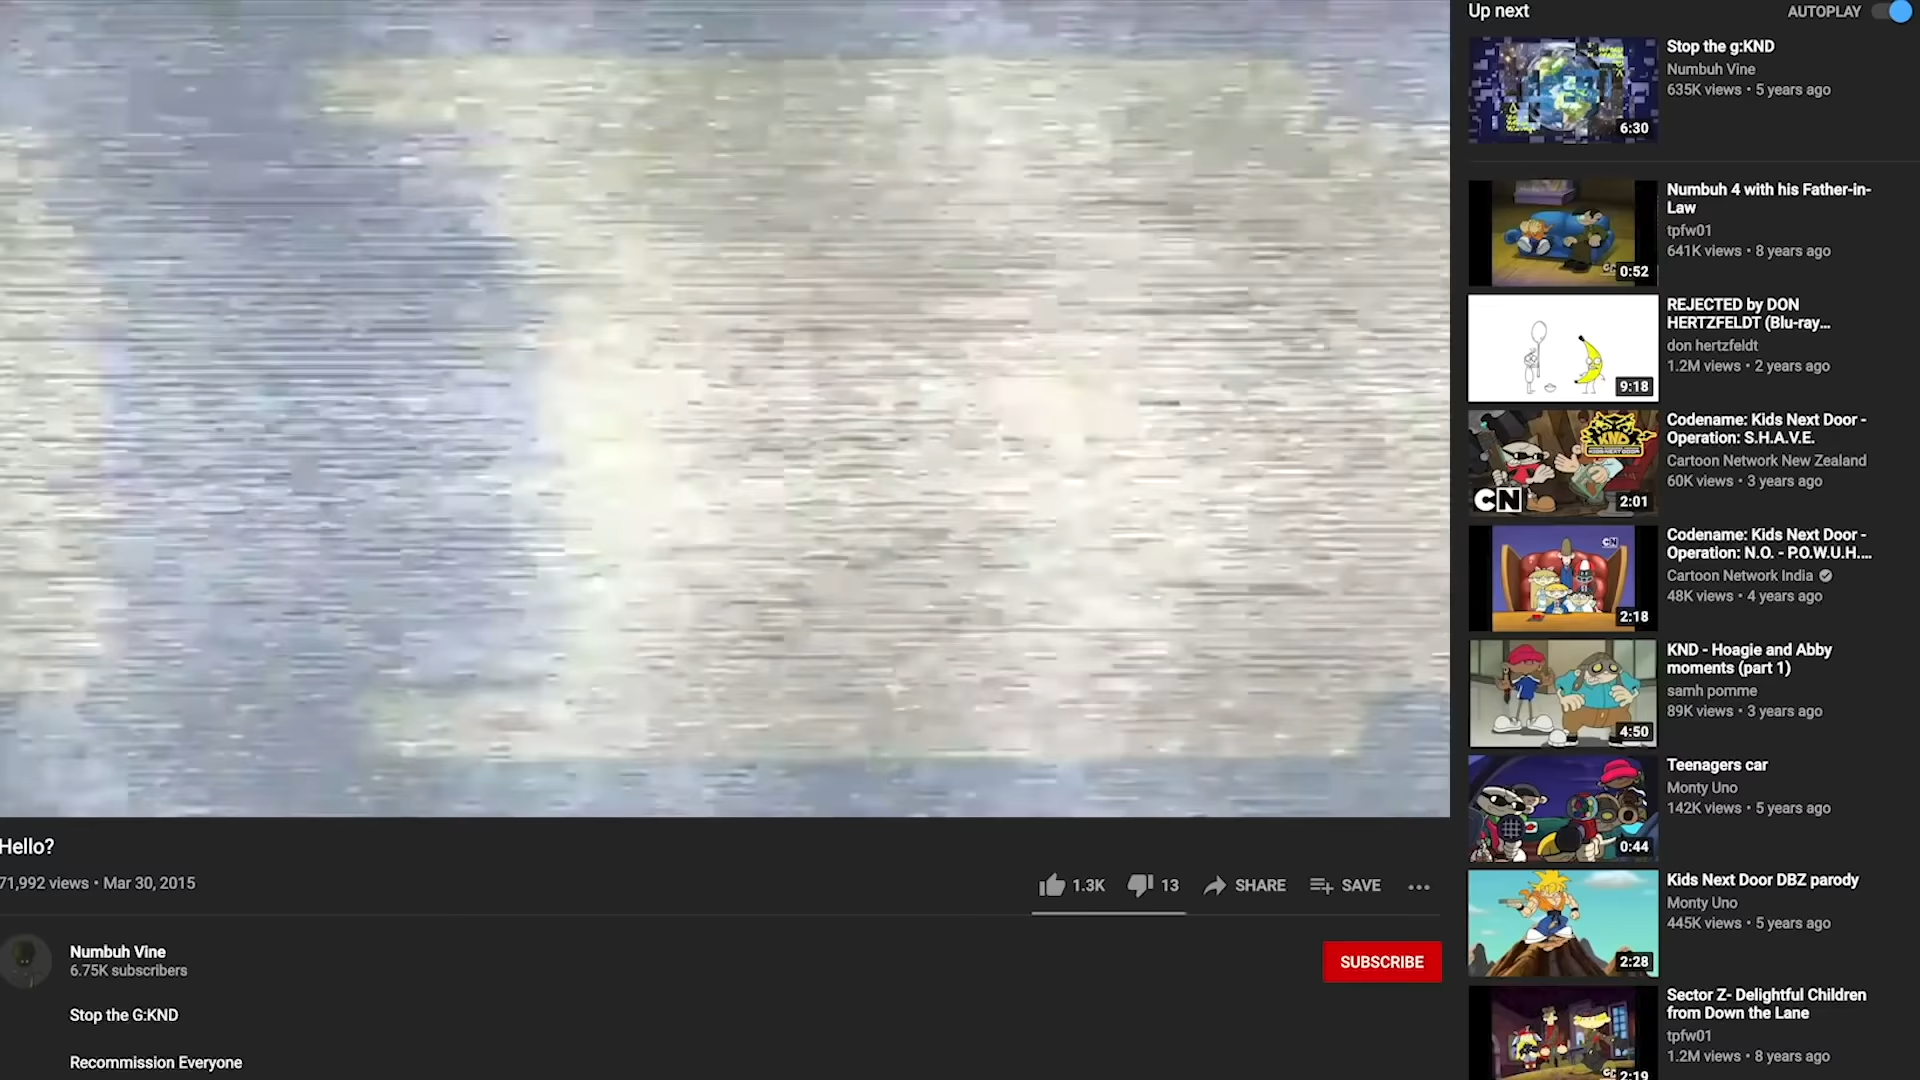 Up next
AUTOPLAY
Stop the g:KND
Numbuh Vine
635K views • 5 years ago
6:30
Numbuh 4 with his Father-in-
Law
tpfw01
641K views • 8 years ago
0:52
REJECTED by DON
HERTZFELDT (Blu-ray...
don hertzfeldt
1.2M views • 2 years ago
9:18
Codename: Kids Next Door -
Operation: S.H.A.V.E.
Cartoon Network New Zealand
60K views • 3 years ago
KND
KIDS NEXT DOOR
CN
2:01
Codename: Kids Next Door -
Operation: N.O. - P.O.W.U.H....
Cartoon Network India
48K views • 4 years ago
CN
2:18
KND - Hoagie and Abby
moments (part 1)
samh pomme
89K views • 3 years ago
4:50
Teenagers car
Monty Uno
142K views • 5 years ago
0:44
Kids Next Door DBZ parody
Monty Uno
445K views • 5 years ago
2:28
Sector Z- Delightful Children
from Down the Lane
tpfw01
1.2M views • 8 years ago
2:19
Hello?
71,992 views • Mar 30, 2015
1.3K
13
SHARE
SAVE
Numbuh Vine
6.75K subscribers
SUBSCRIBE
Stop the G:KND
Recommission Everyone